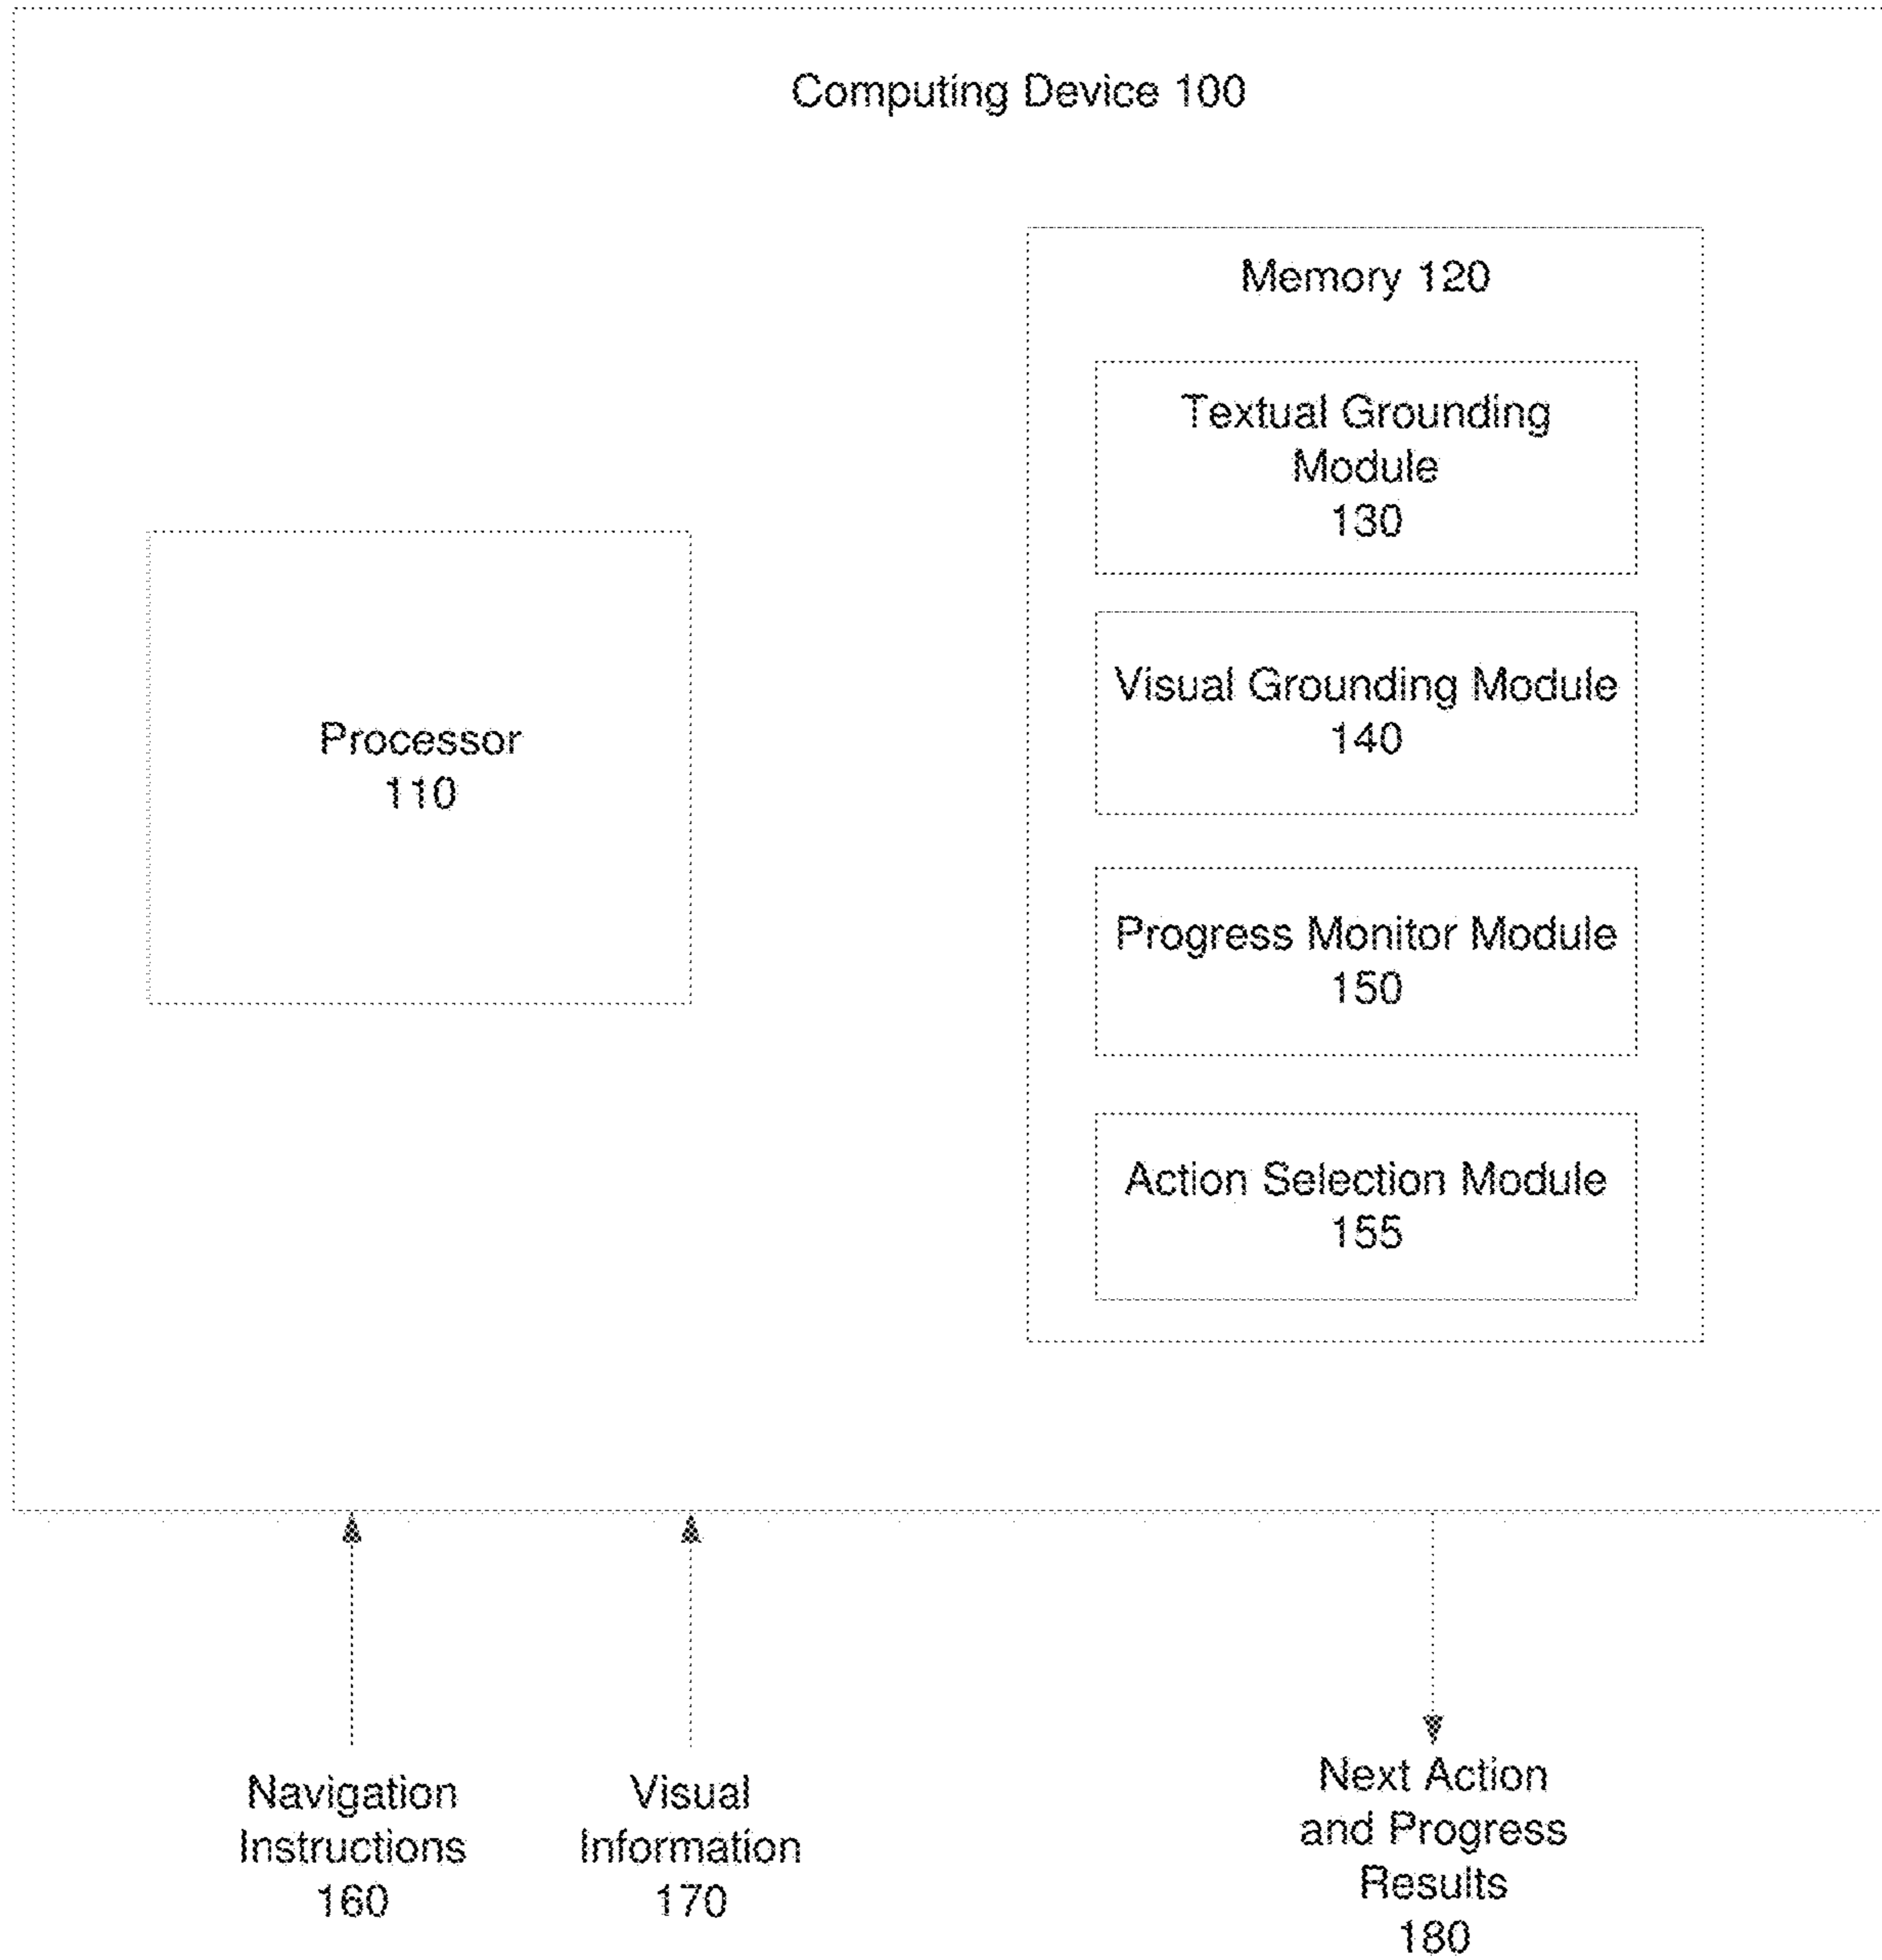 Computing Device 100
Memory 120
Textual Grounding
Module
130
Visual Grounding Module
140
Processor
110
Progress Monitor Module
150
Action Selection Module
155
Navigation
Instructions
160
Visual
Information
170
Next Action
and Progress
Results
180